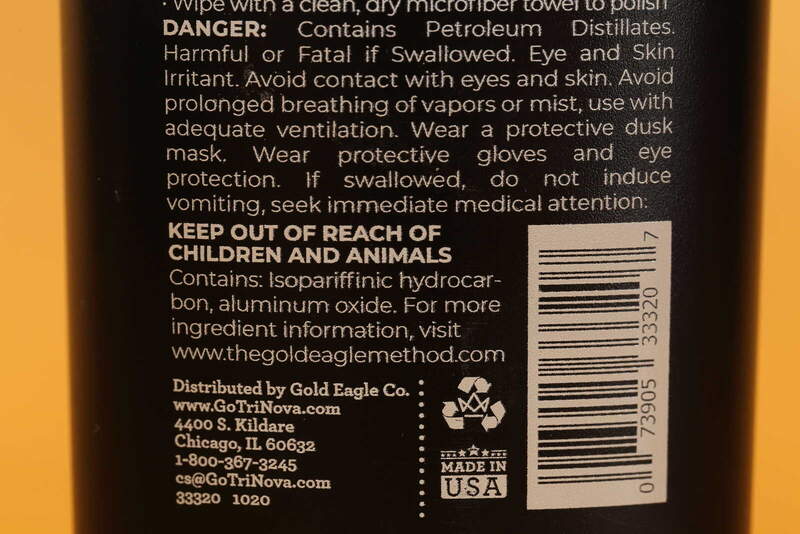 · Wipe with a clean, dry microfiber towel to polish
DANGER: Contains Petroleum Distillates.
Harmful or Fatal if Swallowed. Eye and Skin
Irritant. Avoid contact with eyes and skin. Avoid
prolonged breathing of vapors or mist, use with
adequate ventilation. Wear a protective dusk
mask. Wear protective gloves and eye
protection. If swallowed, do not induce
vomiting, seek immediate medical attention:
KEEP OUT OF REACH OF
CHILDREN AND ANIMALS
Contains: Isopariffinic hydrocar-
bon, aluminum oxide. For more
ingredient information, visit
www.thegoldeaglemethod.com
Distributed by Gold Eagle Co.
www.GoTriNova.com
4400 S. Kildare
Chicago, IL 60632
1-800-367-3245
cs@GoTriNova.com
33320 1020
MADE IN
USA
0 73905 33320 7